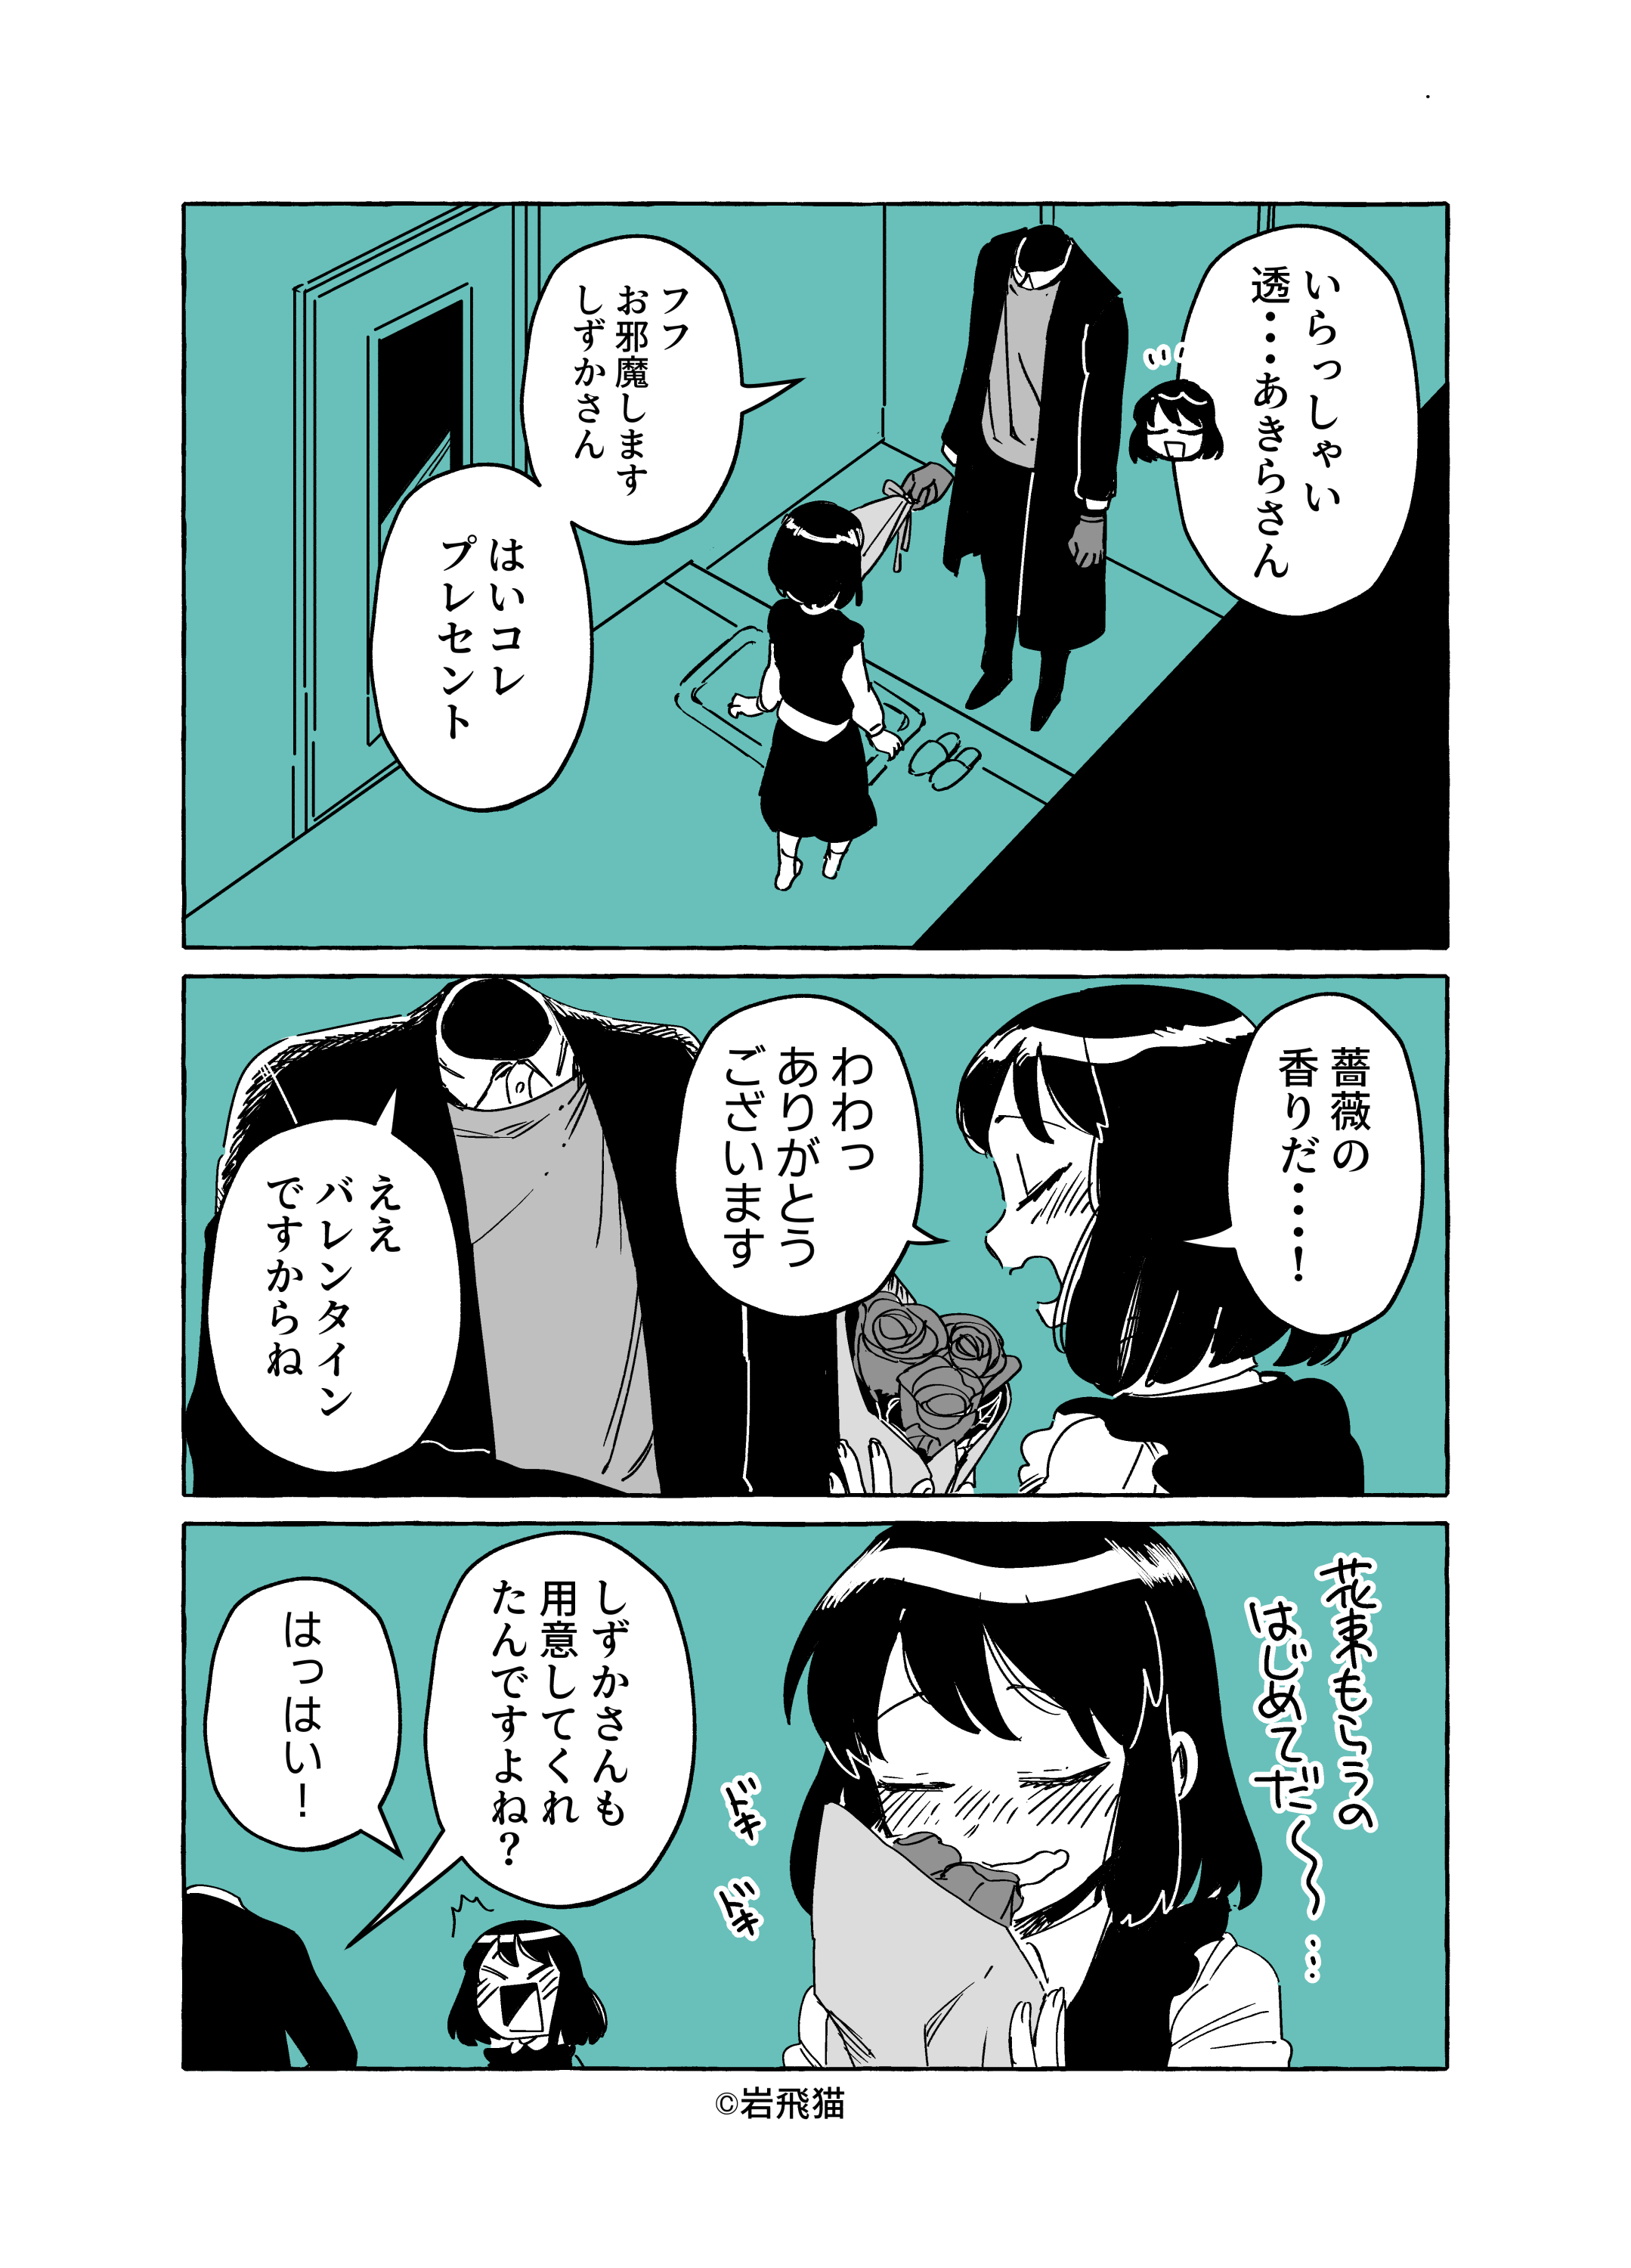 いらっしゃい
透・・・あきらさん
フフ
お邪魔します
しずかさん
はいコレ
プレセント
薔薇の
香りだ・・・・!
わわっ
ありがとう
ございます
ええ
バレンタイン
ですからね
花束もらうの
はじめてだ〜〜…
ドキ
ドキ
しずかさんも
用意してくれ
たんですよね?
はっはい!
©岩飛猫